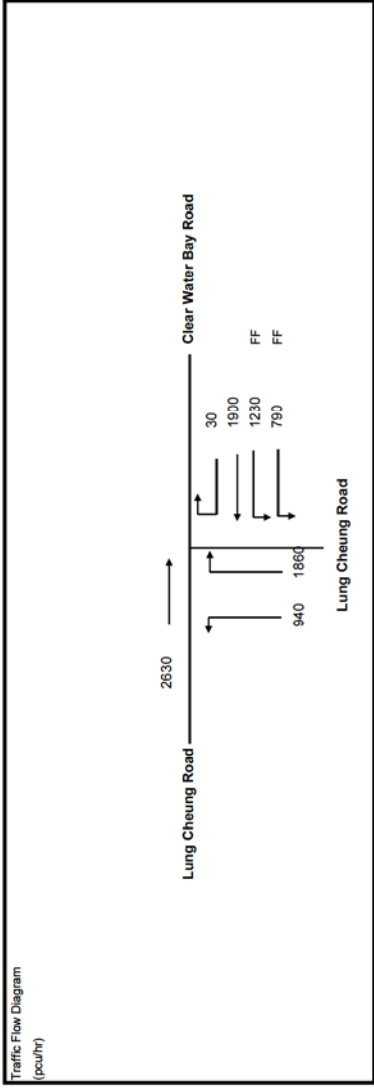 Traffic Flow Diagram
(pcu/hr)
2630
Lung Cheung Road
Clear Water Bay Road
30
1900
1230 FF
790 FF
940
1860
Lung Cheung Road